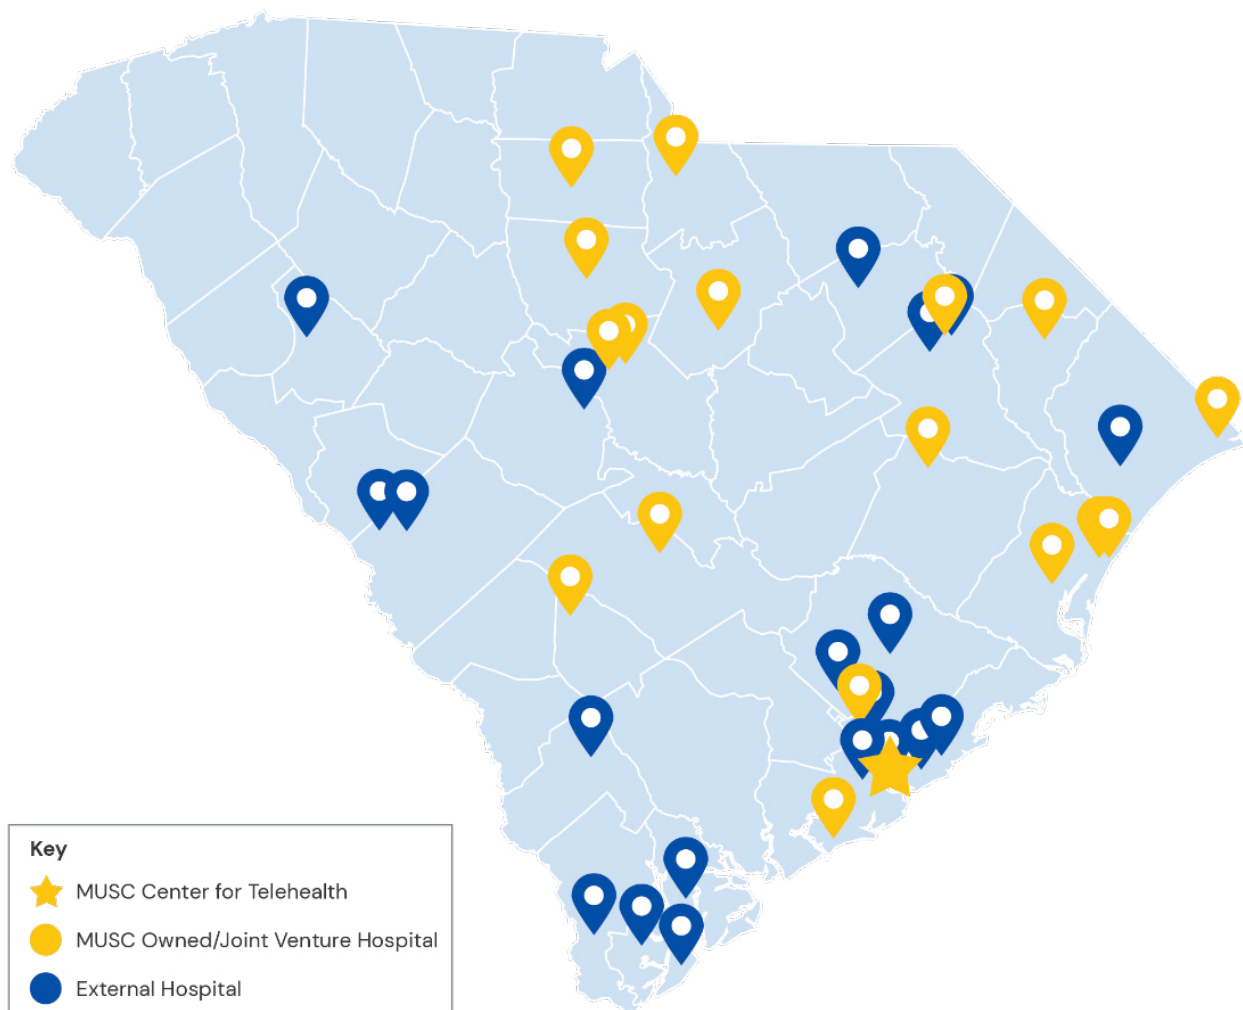 Key
MUSC Center for Telehealth
MUSC Owned/Joint Venture Hospital
External Hospital